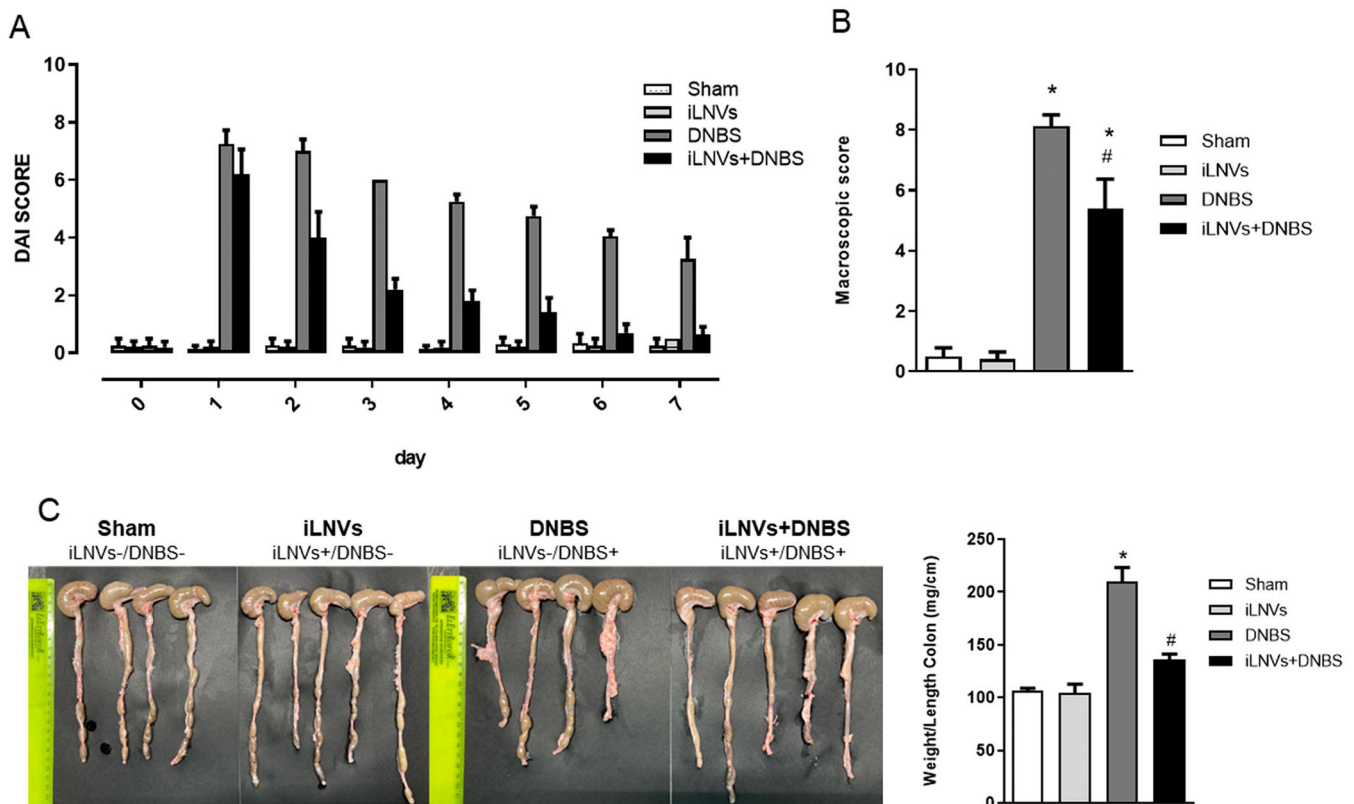 A
10
8
6
4
2
0
DAI SCORE
Sham
iLNVs
DNBS
iLNVs+DNBS
0 1 2 3 4 5 6 7
day
B
10
8
6
4
2
0
Macroscopic score
*
*
#
Sham
iLNVs
DNBS
iLNVs+DNBS
C
Sham
iLNVs-/DNBS-
iLNVs
iLNVs+/DNBS-
DNBS
iLNVs-/DNBS+
iLNVs+DNBS
iLNVs+/DNBS+
250
200
150
100
50
0
Weight/Length Colon (mg/cm)
*
#
Sham
iLNVs
DNBS
iLNVs+DNBS